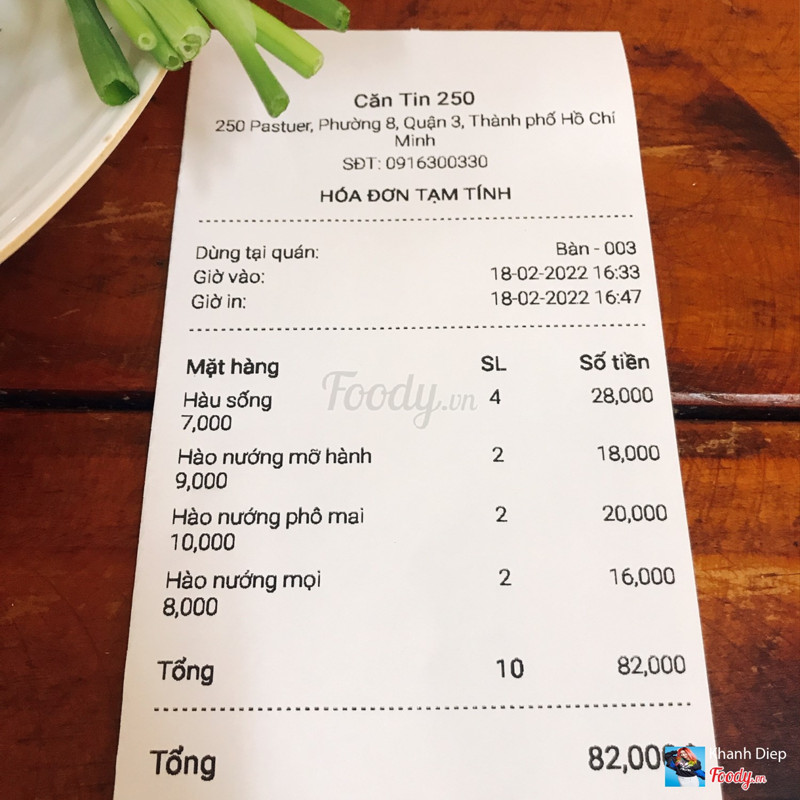 Căn Tin 250
250 Pastuer, Phường 8, Quận 3, Thành phố Hồ Chí
Minh
SĐT: 0916300330
HÓA ĐƠN TẠM TÍNH
Dùng tại quán: Bàn - 003
Giờ vào: 18-02-2022 16:33
Giờ in: 18-02-2022 16:47
Mặt hàng SL Số tiền
Hàu sống 4 28,000
7,000
Foody.vn
Hào nướng mỡ hành 2 18,000
9,000
Hào nướng phô mai 2 20,000
10,000
Hào nướng mọi 2 16,000
8,000
Tổng 10 82,000
Tổng 82,000
Khanh Diep
Foody.vn